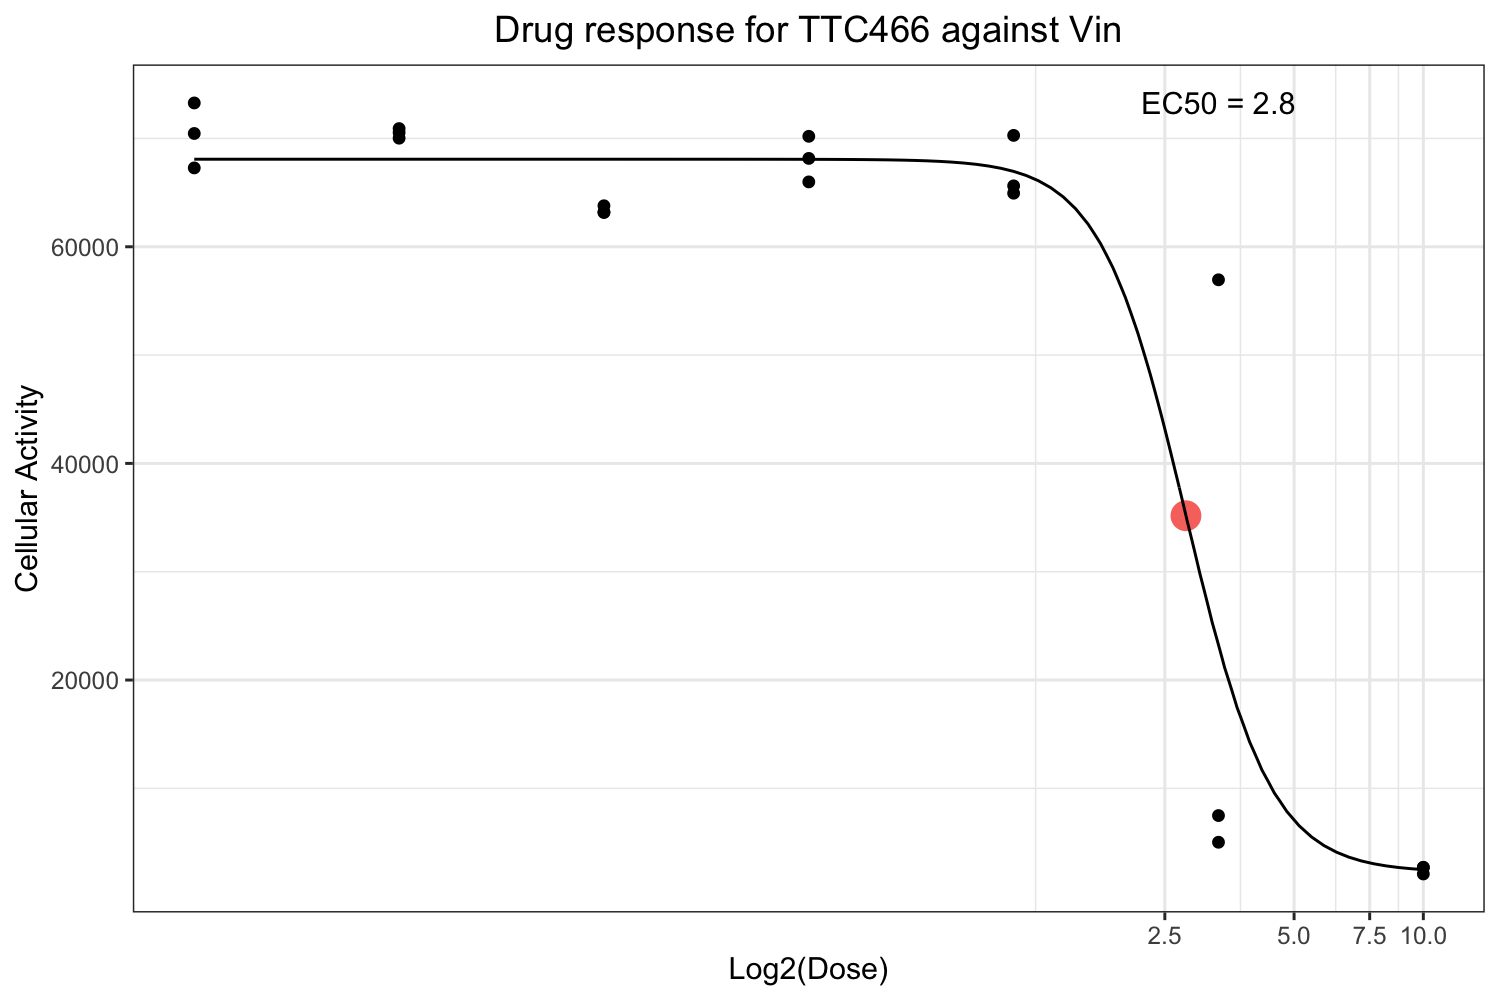 Drug response for TTC466 against Vin
EC50 = 2.8
60000
40000
20000
Cellular Activity
2.5 5.0 7.5 10.0
Log2(Dose)